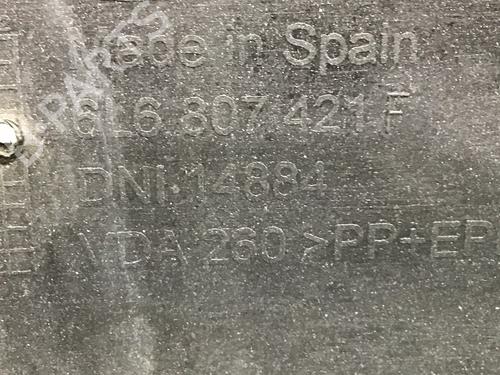 Made in Spain
6L6 807 421 F
DNI·14884
VDA 260 >PP+EP